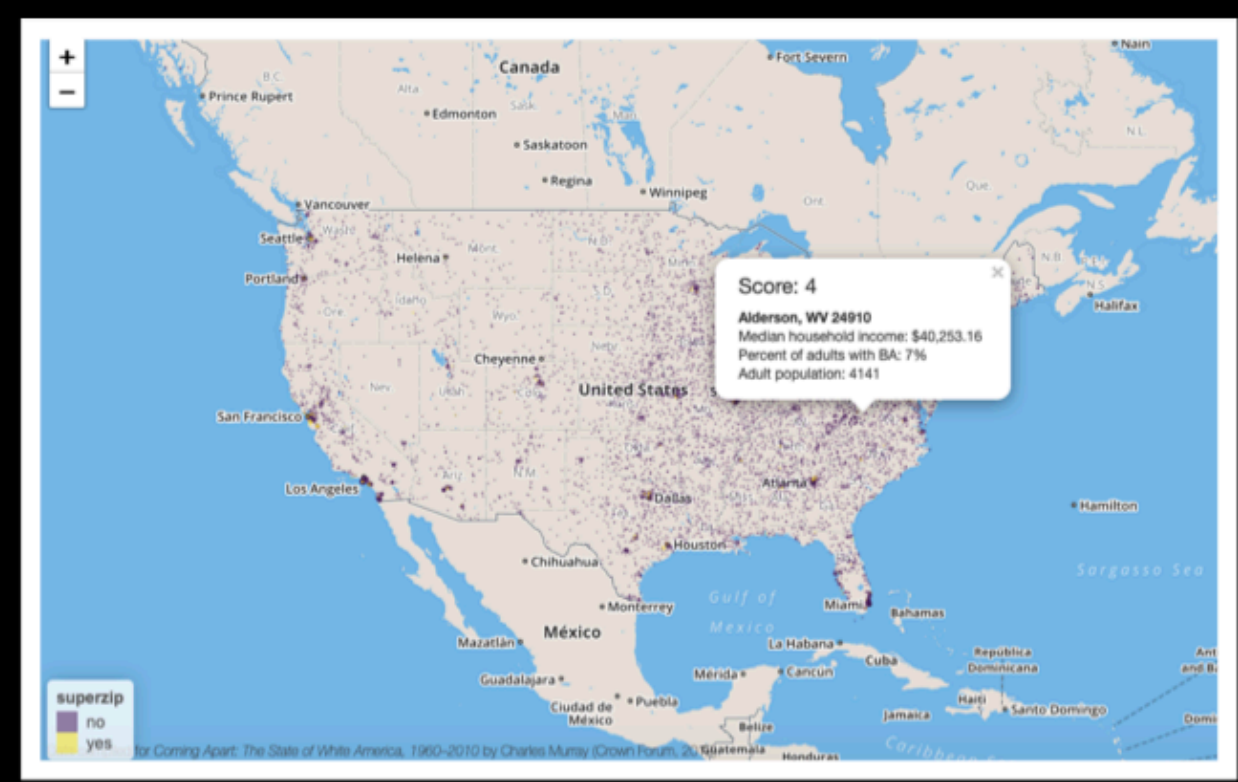 +
−
Canada
Fort Severn
Nain
B.C.
Prince Rupert
Alta.
Edmonton
Sask.
Man.
Saskatoon
N.L.
Regina
Winnipeg
Que.
Ont.
Vancouver
Seattle
Wash.
N.D.
Mont.
Helena
Minn.
N.B.
Portland
Idaho
S.D.
N.S.
Halifax
Ore.
Wyo.
×
Score: 4
Alderson, WV 24910
Median household income: $40,253.16
Percent of adults with BA: 7%
Adult population: 4141
Cheyenne
Nebr.
Nev.
Utah
Colo.
United States
San Francisco
Los Angeles
Ariz.
N.M.
Atlanta
Dallas
Hamilton
Houston
Chihuahua
Sargasso Sea
Gulf of
Mexico
Miami
Bahamas
Monterrey
México
Mazatlán
La Habana
Cuba
República
Dominicana
Mérida
Cancún
Guadalajara
Ciudad de
México
Puebla
Haiti
Santo Domingo
Jamaica
Belize
Guatemala
Honduras
superzip
no
yes
for Coming Apart: The State of White America, 1960–2010 by Charles Murray (Crown Forum,